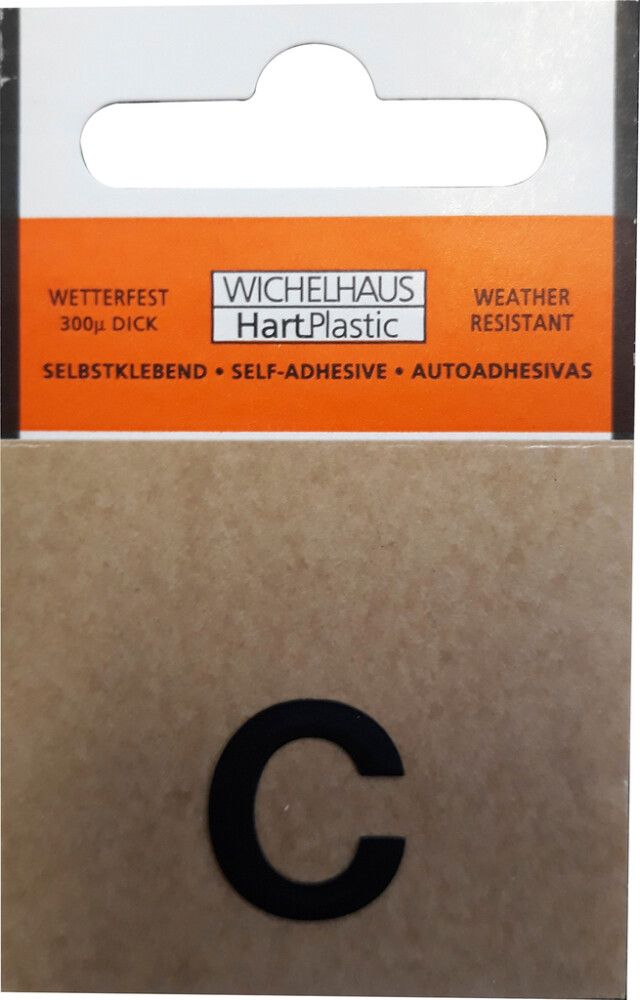 WETTERFEST
300µ DICK
WICHELHAUS
HartPlastic
WEATHER
RESISTANT
SELBSTKLEBEND • SELF-ADHESIVE • AUTOADHESIVAS
C